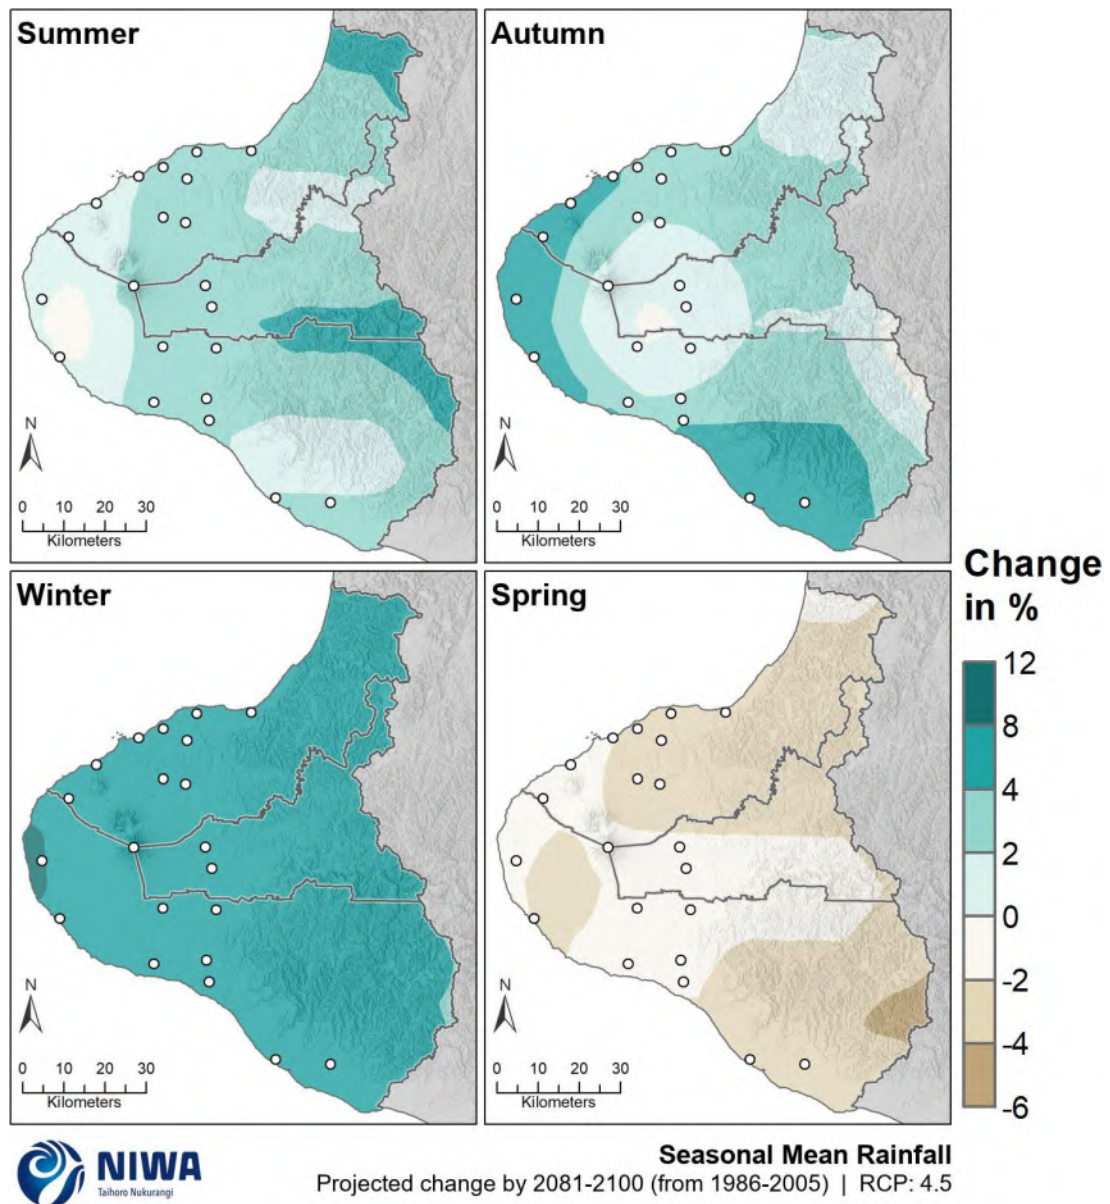 Summer
N
0 10 20 30
Kilometers
Autumn
N
0 10 20 30
Kilometers
Winter
N
0 10 20 30
Kilometers
Spring
N
0 10 20 30
Kilometers
Change
in %
12
8
4
2
0
-2
-4
-6
NIWA
Taihoro Nukurangi
Seasonal Mean Rainfall
Projected change by 2081-2100 (from 1986-2005) | RCP: 4.5